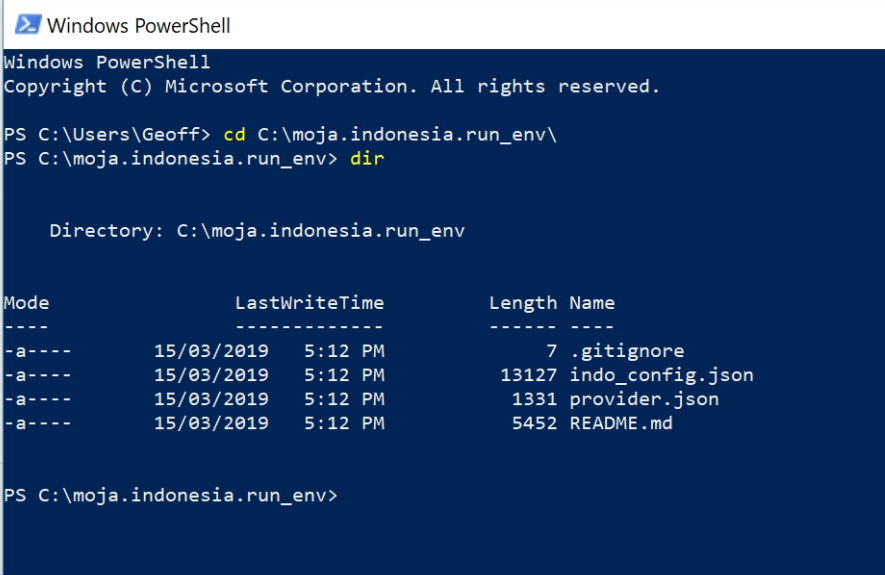 Windows PowerShell
Windows PowerShell
Copyright (C) Microsoft Corporation. All rights reserved.
PS C:\Users\Geoff> cd C:\moja.indonesia.run_env\
PS C:\moja.indonesia.run_env> dir
Directory: C:\moja.indonesia.run_env
Mode                LastWriteTime         Length Name
----                -------------         ------ ----
-a----       15/03/2019   5:12 PM              7 .gitignore
-a----       15/03/2019   5:12 PM          13127 indo_config.json
-a----       15/03/2019   5:12 PM           1331 provider.json
-a----       15/03/2019   5:12 PM           5452 README.md
PS C:\moja.indonesia.run_env>